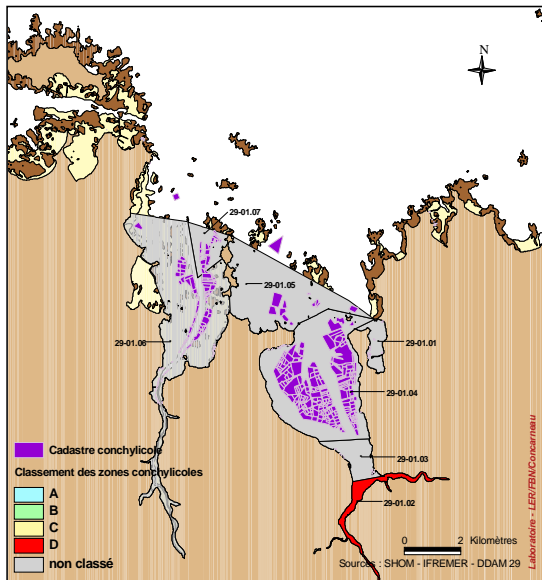 N
29-01.07
29-01.05
29-01.06
29-01.01
29-01.04
29-01.03
29-01.02
Cadastre conchylicole
Classement des zones conchylicoles
A
B
C
D
non classé
0 2 Kilomètres
Sources : SHOM - IFREMER - DDAM 29
Laboratoire - LER/FBN/Concarneau